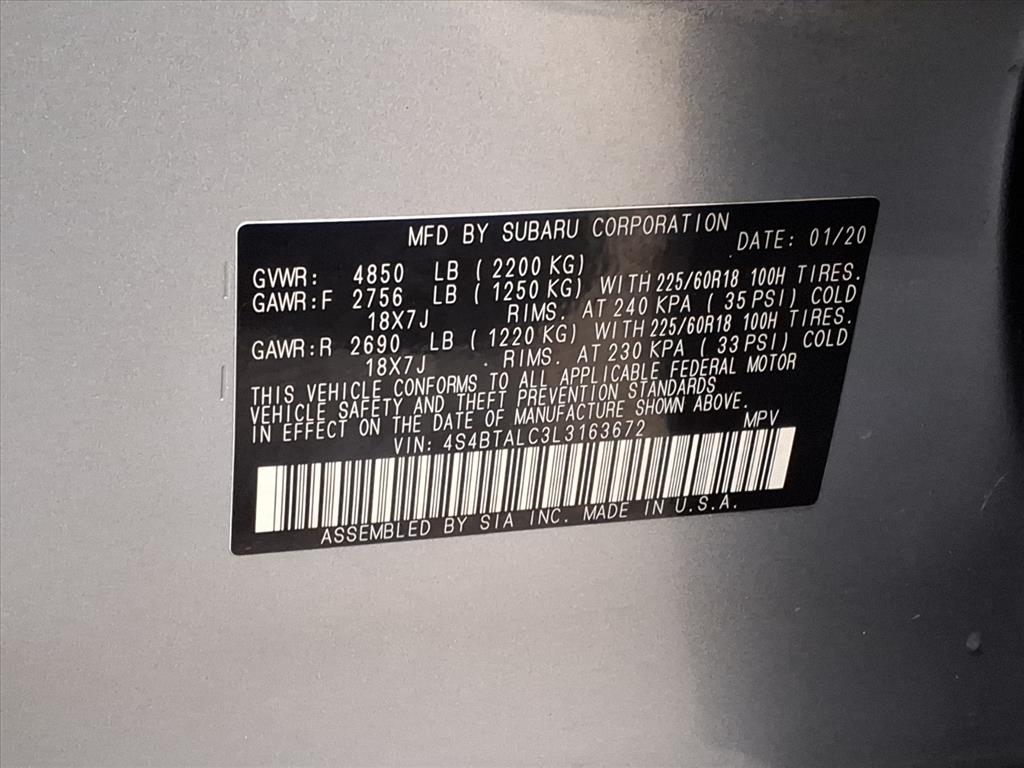 MFD BY SUBARU CORPORATION DATE: 01/20
GVWR: 4850 LB (2200 KG)
GAWR:F 2756 LB (1250 KG) WITH 225/60R18 100H TIRES.
18X7J RIMS. AT 240 KPA (35 PSI) COLD
GAWR:R 2690 LB (1220 KG) WITH 225/60R18 100H TIRES.
18X7J . RIMS. AT 230 KPA (33 PSI) COLD
THIS VEHICLE CONFORMS TO ALL APPLICABLE FEDERAL MOTOR
VEHICLE SAFETY AND THEFT PREVENTION STANDARDS
IN EFFECT ON THE DATE OF MANUFACTURE SHOWN ABOVE.
VIN: 4S4BTALC3L3163672 MPV
ASSEMBLED BY SIA INC. MADE IN U.S.A.